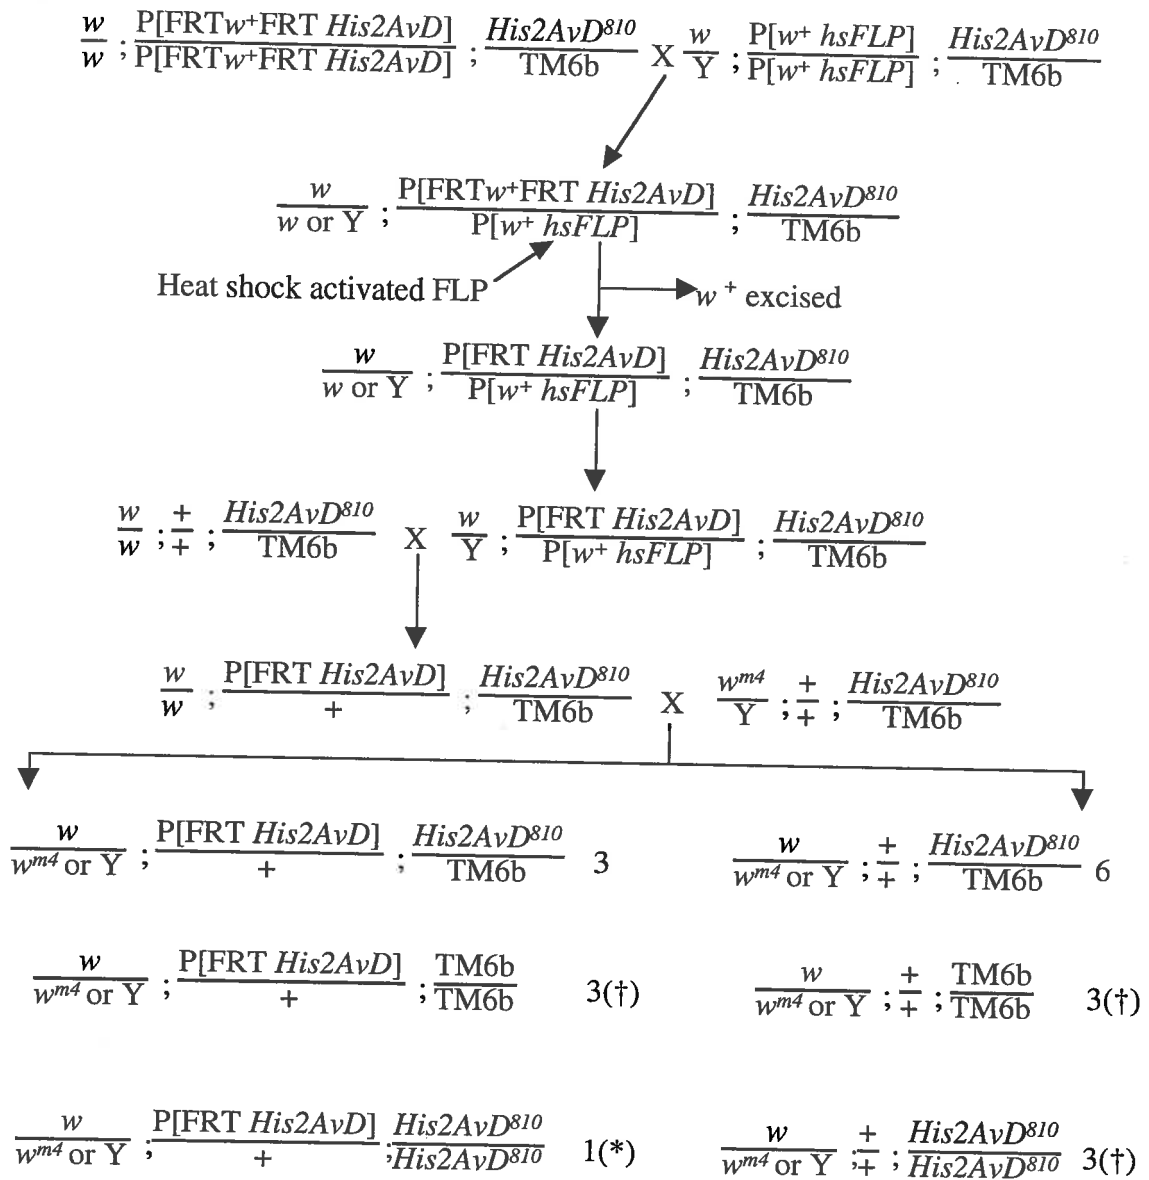 w/w ; P[FRTw⁺FRT His2AvD]/P[FRTw⁺FRT His2AvD] ; His2AvD⁸¹⁰/TM6b X w/Y ; P[w⁺ hsFLP]/P[w⁺ hsFLP] ; His2AvD⁸¹⁰/TM6b
w/w or Y ; P[FRTw⁺FRT His2AvD]/P[w⁺ hsFLP] ; His2AvD⁸¹⁰/TM6b
Heat shock activated FLP
w⁺ excised
w/w or Y ; P[FRT His2AvD]/P[w⁺ hsFLP] ; His2AvD⁸¹⁰/TM6b
w/w ; +/+ ; His2AvD⁸¹⁰/TM6b X w/Y ; P[FRT His2AvD]/P[w⁺ hsFLP] ; His2AvD⁸¹⁰/TM6b
w/w ; P[FRT His2AvD]/+ ; His2AvD⁸¹⁰/TM6b X wᵐ⁴/Y ; +/+ ; His2AvD⁸¹⁰/TM6b
w/wᵐ⁴ or Y ; P[FRT His2AvD]/+ ; His2AvD⁸¹⁰/TM6b 3
w/wᵐ⁴ or Y ; +/+ ; His2AvD⁸¹⁰/TM6b 6
w/wᵐ⁴ or Y ; P[FRT His2AvD]/+ ; TM6b/TM6b 3(†)
w/wᵐ⁴ or Y ; +/+ ; TM6b/TM6b 3(†)
w/wᵐ⁴ or Y ; P[FRT His2AvD]/+ ; His2AvD⁸¹⁰/His2AvD⁸¹⁰ 1(*)
w/wᵐ⁴ or Y ; +/+ ; His2AvD⁸¹⁰/His2AvD⁸¹⁰ 3(†)